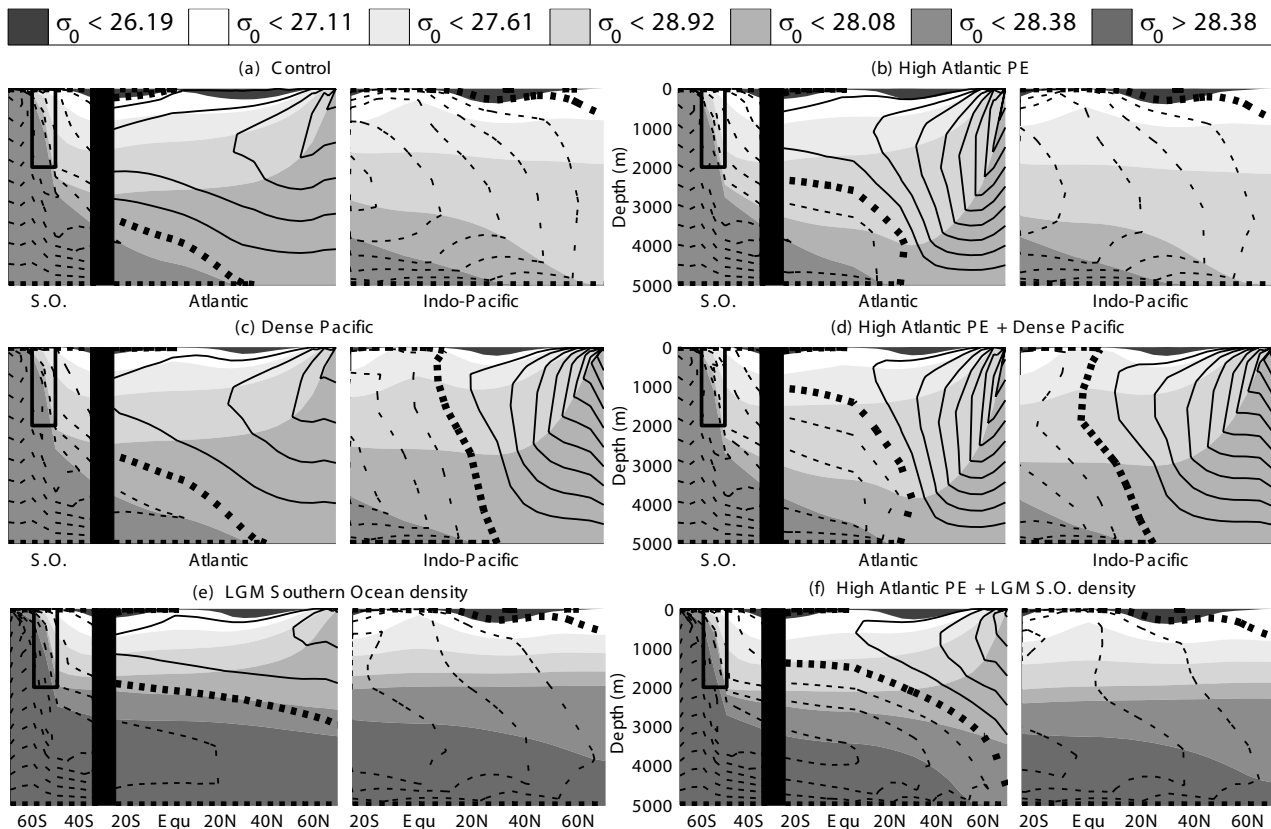 σ0 < 26.19 σ0 < 27.11 σ0 < 27.61 σ0 < 28.92 σ0 < 28.08 σ0 < 28.38 σ0 > 28.38
(a) Control
(b) High Atlantic PE
0
1000
2000
3000
4000
5000
Depth (m)
S.O. Atlantic Indo-Pacific
S.O. Atlantic Indo-Pacific
(c) Dense Pacific
(d) High Atlantic PE + Dense Pacific
0
1000
2000
3000
4000
5000
Depth (m)
S.O. Atlantic Indo-Pacific
S.O. Atlantic Indo-Pacific
(e) LGM Southern Ocean density
(f) High Atlantic PE + LGM S.O. density
0
1000
2000
3000
4000
5000
Depth (m)
60S 40S 20S Equ 20N 40N 60N 20S Equ 20N 40N 60N
60S 40S 20S Equ 20N 40N 60N 20S Equ 20N 40N 60N